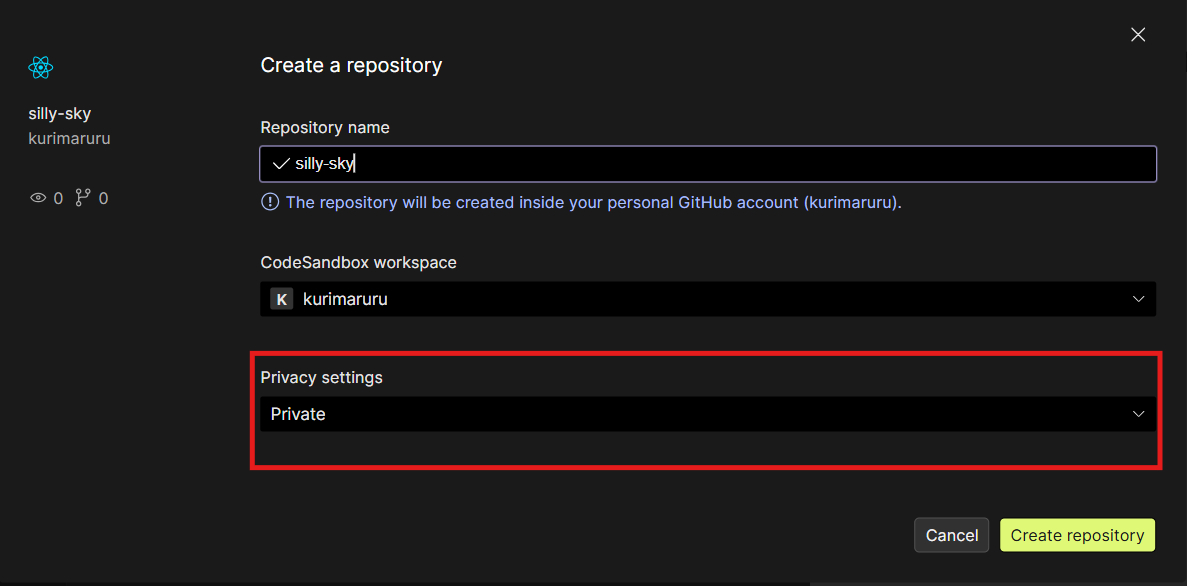 silly-sky
kurimaruru
0 0
Create a repository
Repository name
silly-sky
The repository will be created inside your personal GitHub account (kurimaruru).
CodeSandbox workspace
K kurimaruru
Privacy settings
Private
Cancel Create repository